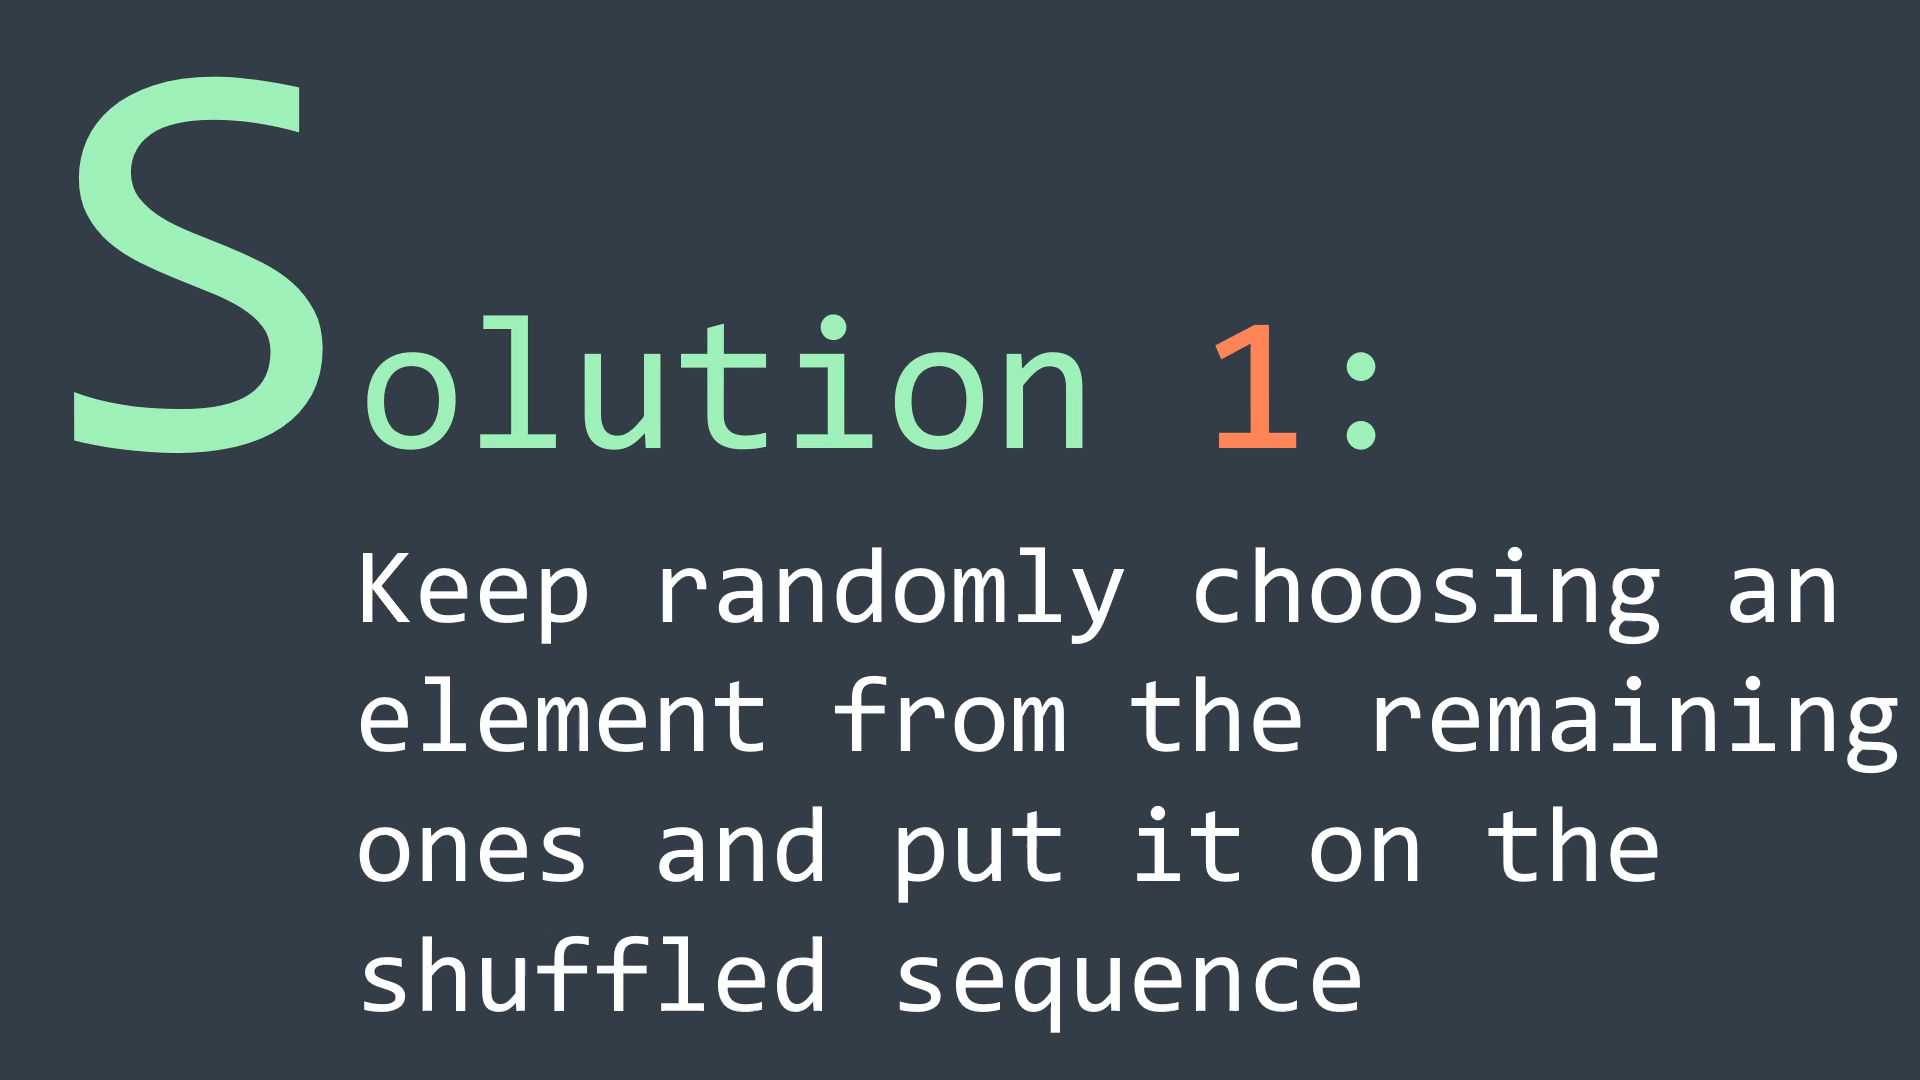 Solution 1:
Keep randomly choosing an
element from the remaining
ones and put it on the
shuffled sequence